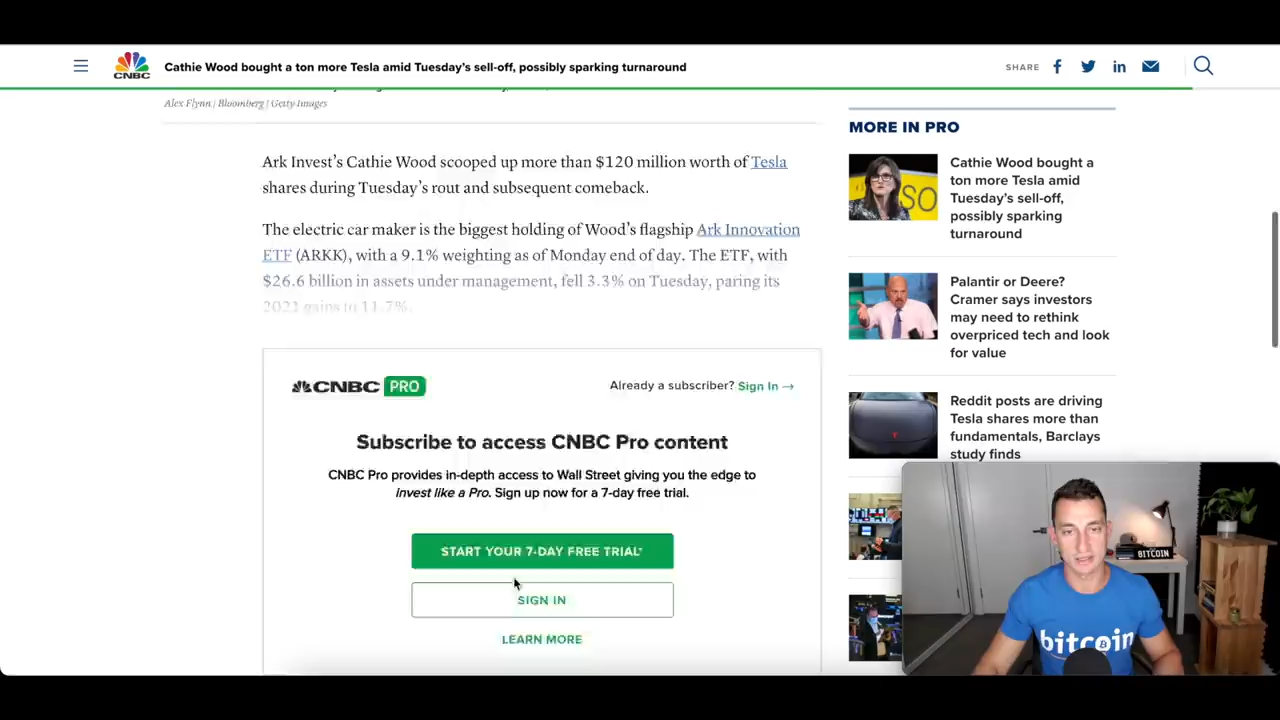 CNBC
Cathie Wood bought a ton more Tesla amid Tuesday's sell-off, possibly sparking turnaround
SHARE
Alex Flynn | Bloomberg | Getty Images
Ark Invest's Cathie Wood scooped up more than $120 million worth of Tesla
shares during Tuesday's rout and subsequent comeback.
The electric car maker is the biggest holding of Wood's flagship Ark Innovation
ETF (ARKK), with a 9.1% weighting as of Monday end of day. The ETF, with
$26.6 billion in assets under management, fell 3.3% on Tuesday, paring its
2021 gains to 11.7%.
CNBC PRO
Already a subscriber? Sign In →
Subscribe to access CNBC Pro content
CNBC Pro provides in-depth access to Wall Street giving you the edge to
invest like a Pro. Sign up now for a 7-day free trial.
START YOUR 7-DAY FREE TRIAL*
SIGN IN
LEARN MORE
MORE IN PRO
Cathie Wood bought a
ton more Tesla amid
Tuesday's sell-off,
possibly sparking
turnaround
Palantir or Deere?
Cramer says investors
may need to rethink
overpriced tech and look
for value
Reddit posts are driving
Tesla shares more than
fundamentals, Barclays
study finds
SO
BITCOIN
bitcoin